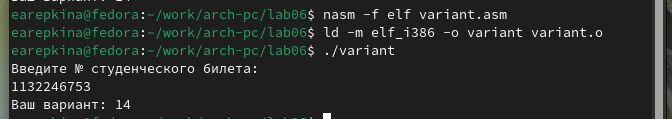 earepkina@fedora:~/work/arch-pc/lab06$ nasm -f elf variant.asm
earepkina@fedora:~/work/arch-pc/lab06$ ld -m elf_i386 -o variant variant.o
earepkina@fedora:~/work/arch-pc/lab06$ ./variant
Введите № студенческого билета:
1132246753
Ваш вариант: 14
earepkina@fedora:~/work/arch-pc/lab06$